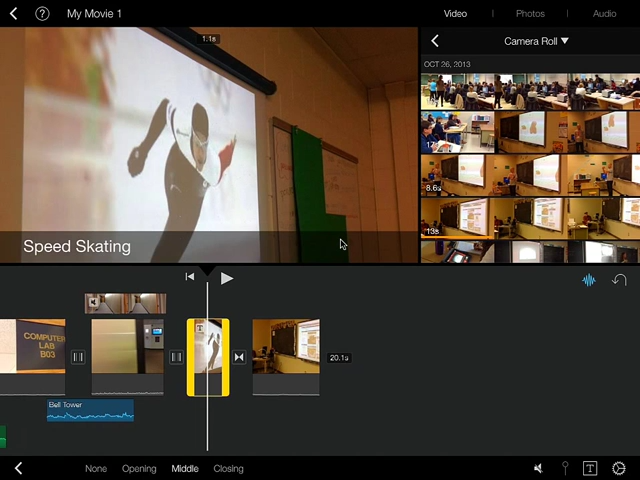 My Movie 1
Video
Photos
Audio
1.1s
Camera Roll
OCT 26, 2013
8.6s
13s
Speed Skating
COMPUTER
LAB
B03
T
20.1s
Bell Tower
None
Opening
Middle
Closing
T